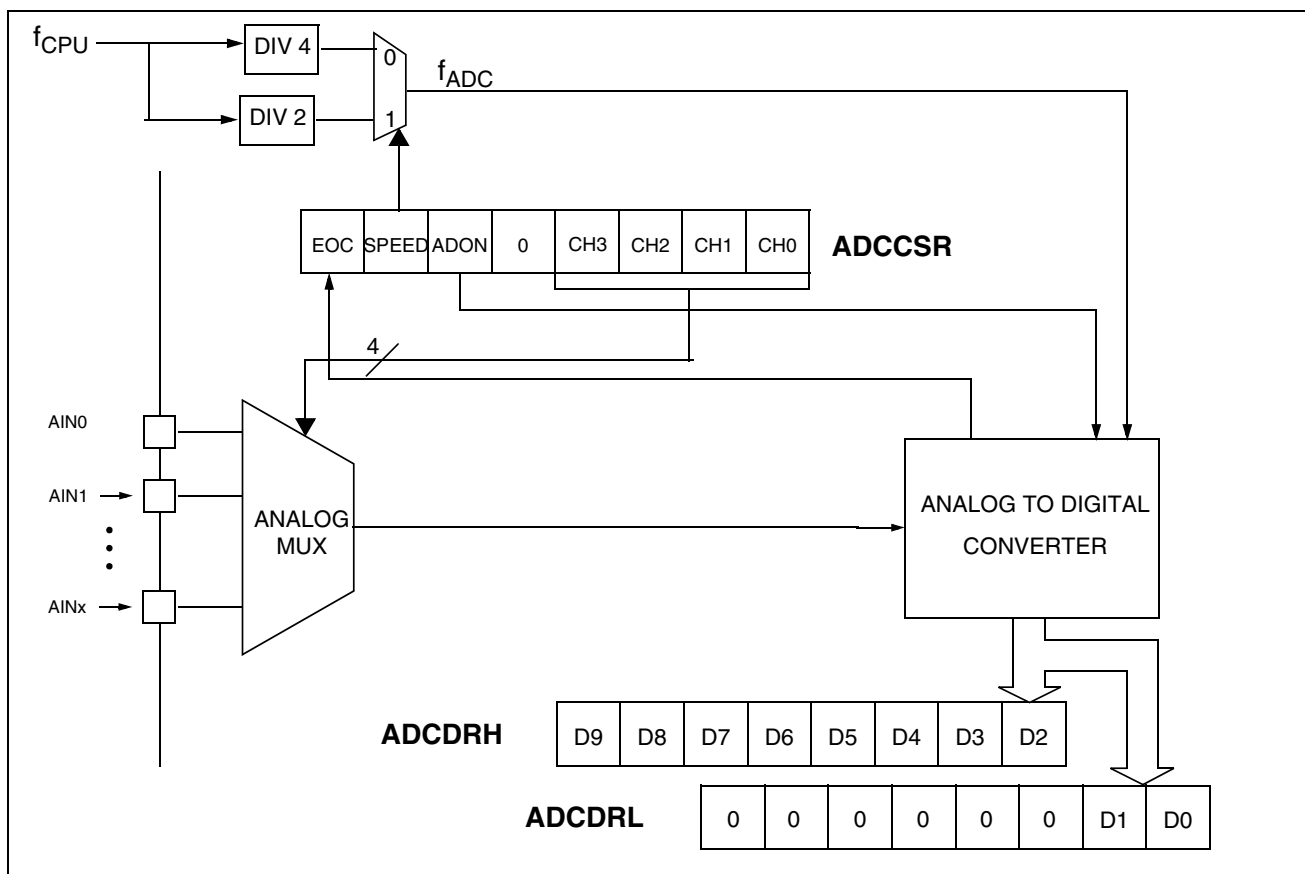 fCPU
DIV 4
0
fADC
DIV 2
1
EOC SPEED ADON 0 CH3 CH2 CH1 CH0
ADCCSR
4
AIN0
AIN1
ANALOG
MUX
ANALOG TO DIGITAL
CONVERTER
AINx
ADCDRH
D9 D8 D7 D6 D5 D4 D3 D2
ADCDRL
0 0 0 0 0 0 D1 D0